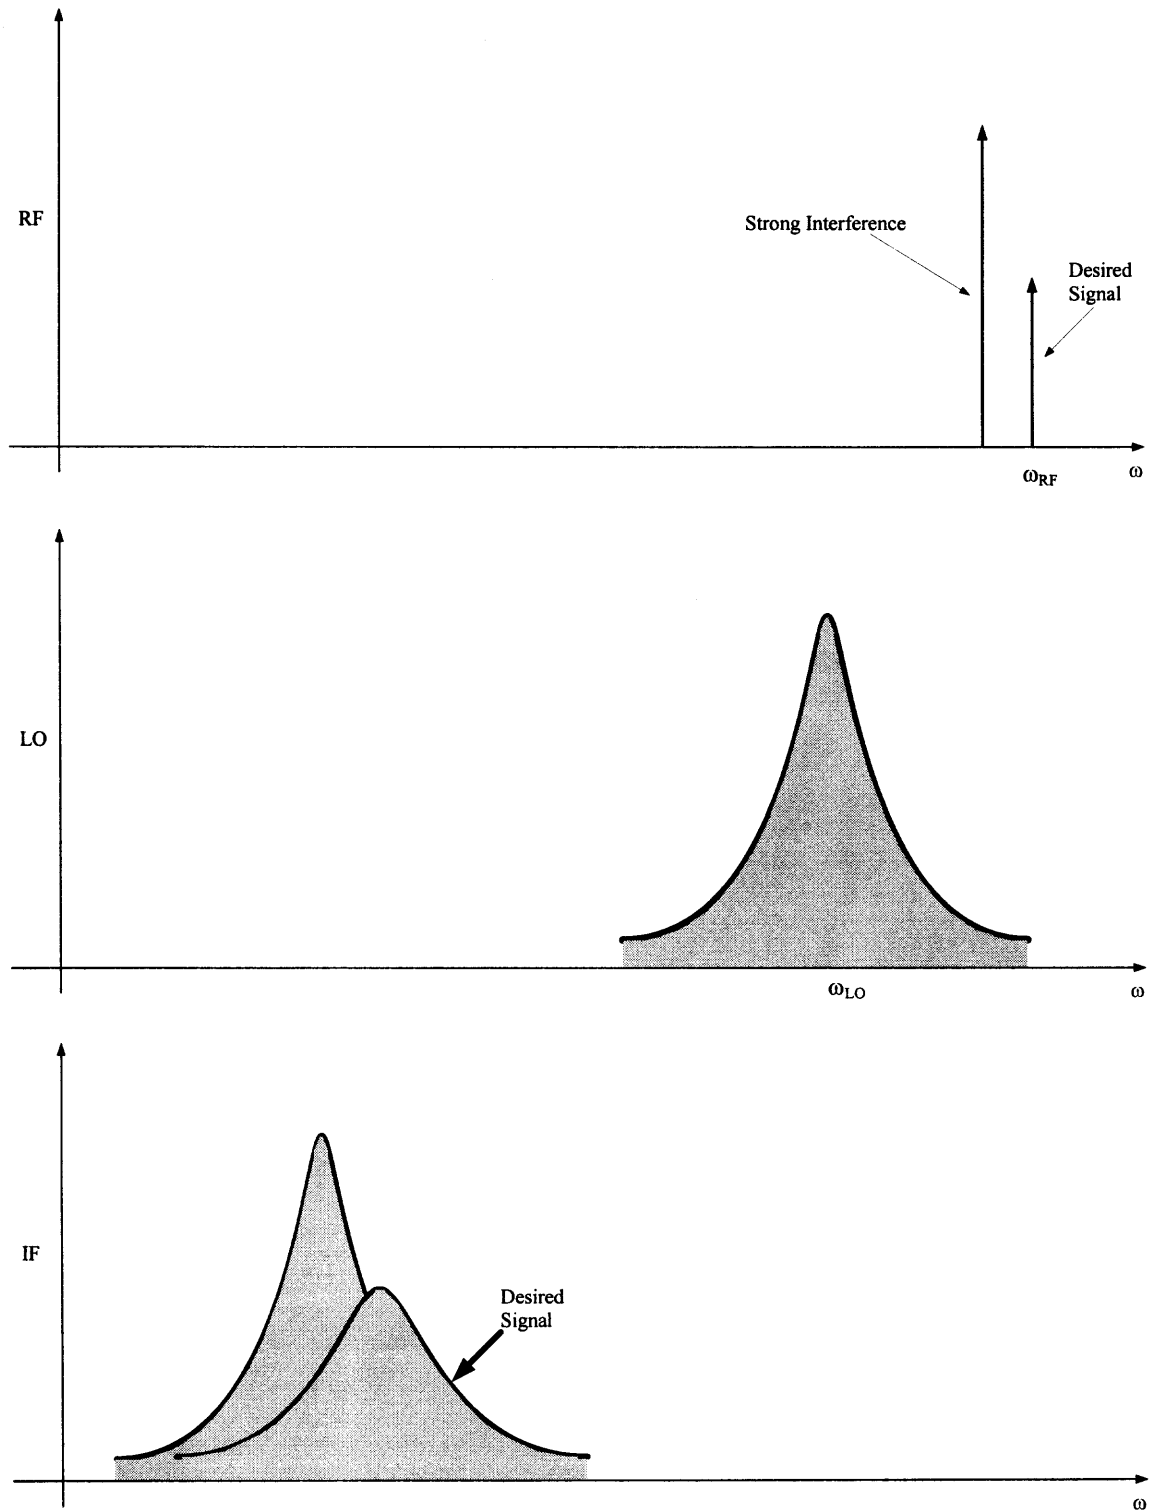 RF
Strong Interference
Desired
Signal
ωRF
ω
LO
ωLO
ω
IF
Desired
Signal
ω